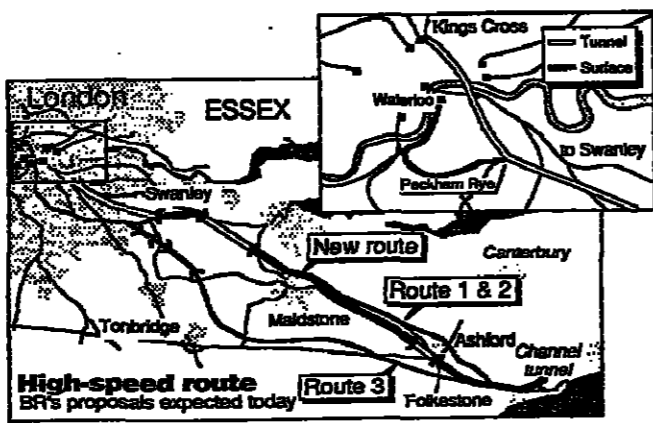 Kings Cross
Tunnel
Surface
Waterloo
to Swanley
Peckham Rye
London
ESSEX
Swanley
New route
Canterbury
Route 1 & 2
Tonbridge
Maidstone
Ashford
Channel
tunnel
High-speed route
BR's proposals expected today
Route 3
Folkestone